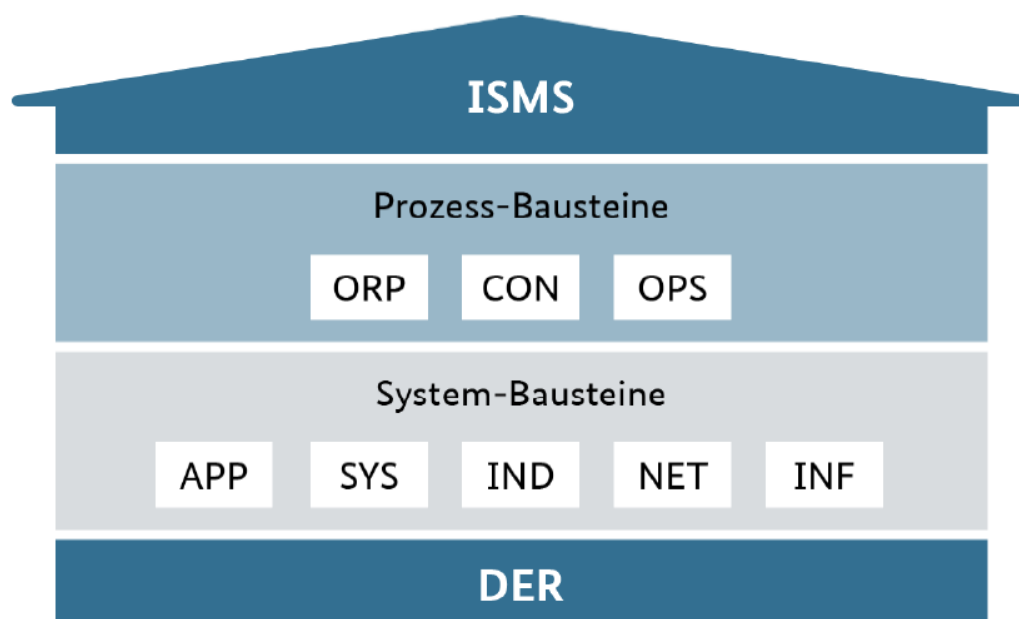 ISMS
Prozess-Bausteine
ORP CON OPS
System-Bausteine
APP SYS IND NET INF
DER